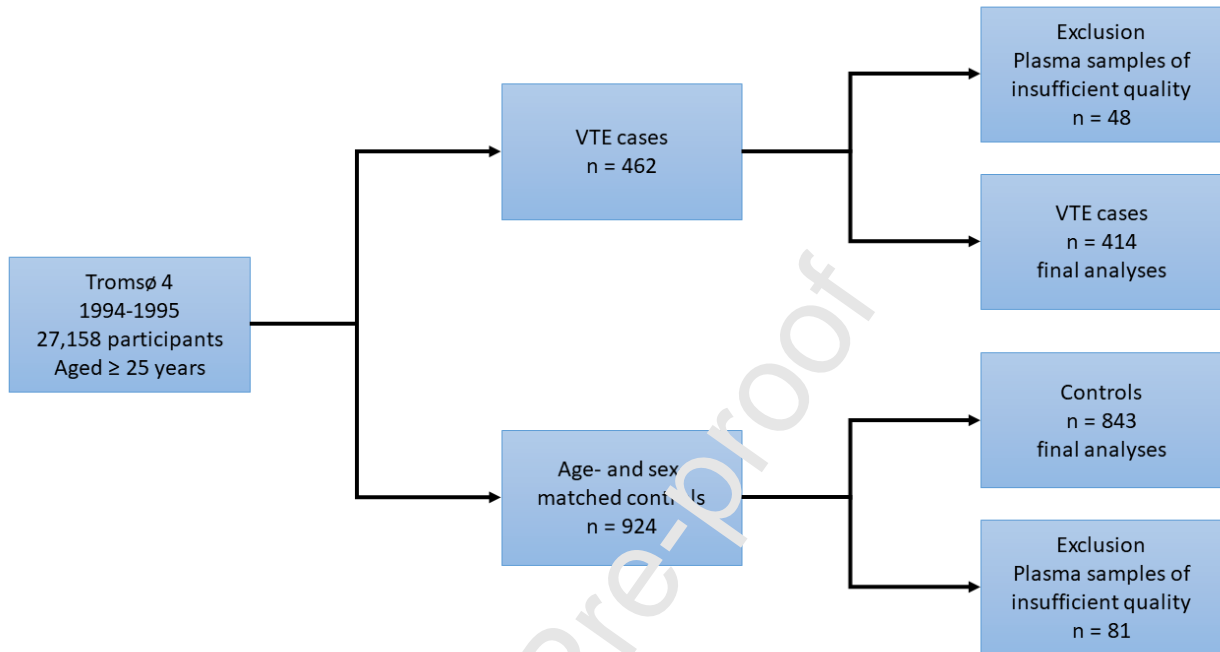 Tromsø 4
1994-1995
27,158 participants
Aged ≥ 25 years
VTE cases
n = 462
Exclusion
Plasma samples of
insufficient quality
n = 48
VTE cases
n = 414
final analyses
Age- and sex
matched controls
n = 924
Controls
n = 843
final analyses
Exclusion
Plasma samples of
insufficient quality
n = 81
Pre-proof